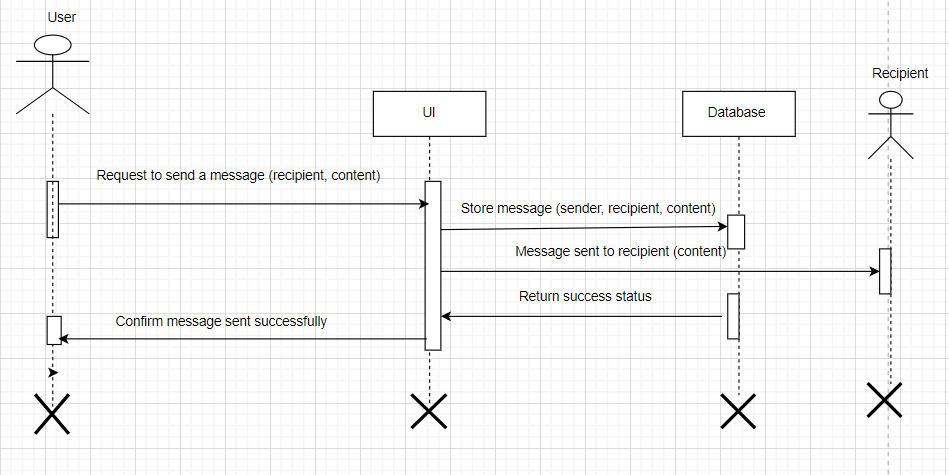 User
Recipient
UI
Database
Request to send a message (recipient, content)
Store message (sender, recipient, content)
Message sent to recipient (content)
Return success status
Confirm message sent successfully